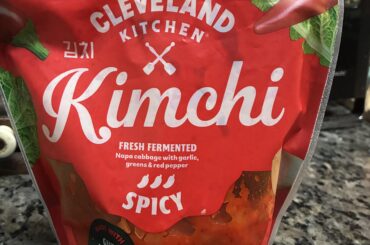 CLEVELAND
KITCHEN
김치
Kimchi
FRESH FERMENTED
Napa cabbage with garlic,
greens & red pepper
SPICY